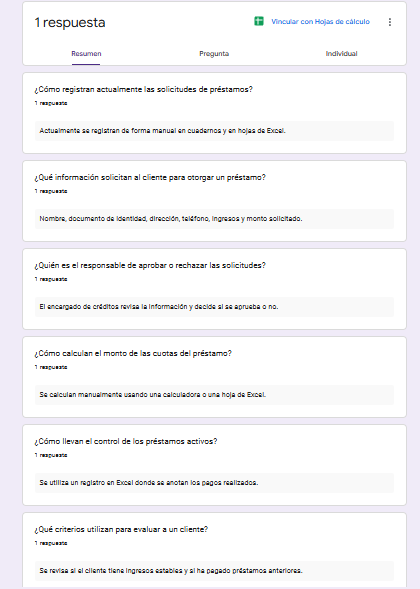 1 respuesta
Vincular con Hojas de cálculo
Resumen
Pregunta
Individual
¿Cómo registran actualmente las solicitudes de préstamos?
1 respuesta
Actualmente se registran de forma manual en cuadernos y en hojas de Excel.
¿Qué información solicitan al cliente para otorgar un préstamo?
1 respuesta
Nombre, documento de identidad, dirección, teléfono, ingresos y monto solicitado.
¿Quién es el responsable de aprobar o rechazar las solicitudes?
1 respuesta
El encargado de créditos revisa la información y decide si se aprueba o no.
¿Cómo calculan el monto de las cuotas del préstamo?
1 respuesta
Se calculan manualmente usando una calculadora o una hoja de Excel.
¿Cómo llevan el control de los préstamos activos?
1 respuesta
Se utiliza un registro en Excel donde se anotan los pagos realizados.
¿Qué criterios utilizan para evaluar a un cliente?
1 respuesta
Se revisa si el cliente tiene ingresos estables y si ha pagado préstamos anteriores.